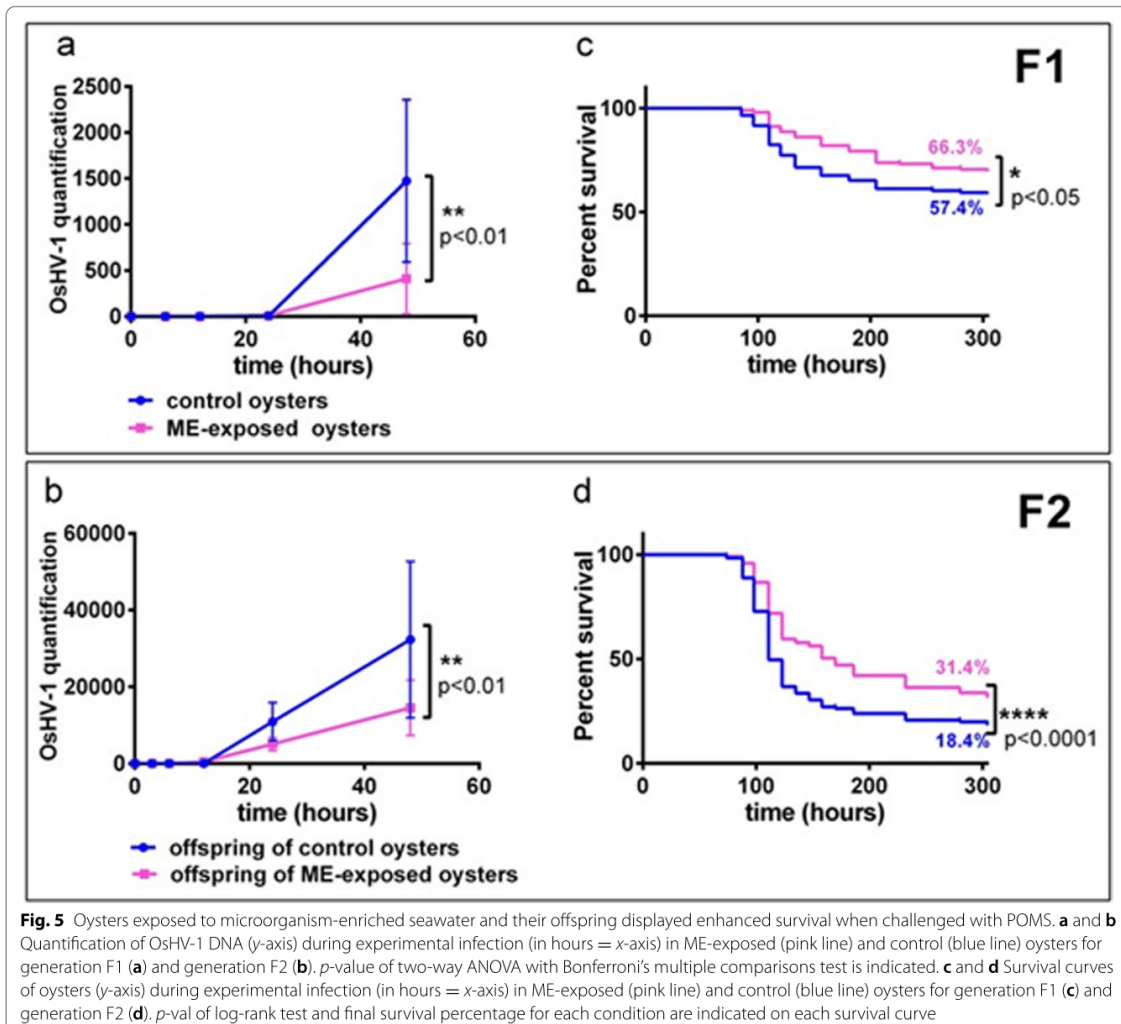 a
c
F1
2500
2000
1500
1000
500
0
OsHV-1 quantification
**
p<0.01
0
20
40
60
time (hours)
control oysters
ME-exposed oysters
100
50
0
Percent survival
66.3%
57.4%
*
p<0.05
0
100
200
300
time (hours)
b
d
F2
60000
40000
20000
0
OsHV-1 quantification
**
p<0.01
0
20
40
60
time (hours)
offspring of control oysters
offspring of ME-exposed oysters
100
50
0
Percent survival
31.4%
18.4%
****
p<0.0001
0
100
200
300
time (hours)
Fig. 5 Oysters exposed to microorganism-enriched seawater and their offspring displayed enhanced survival when challenged with POMS. a and b
Quantification of OsHV-1 DNA (y-axis) during experimental infection (in hours = x-axis) in ME-exposed (pink line) and control (blue line) oysters for
generation F1 (a) and generation F2 (b). p-value of two-way ANOVA with Bonferroni’s multiple comparisons test is indicated. c and d Survival curves
of oysters (y-axis) during experimental infection (in hours = x-axis) in ME-exposed (pink line) and control (blue line) oysters for generation F1 (c) and
generation F2 (d). p-val of log-rank test and final survival percentage for each condition are indicated on each survival curve